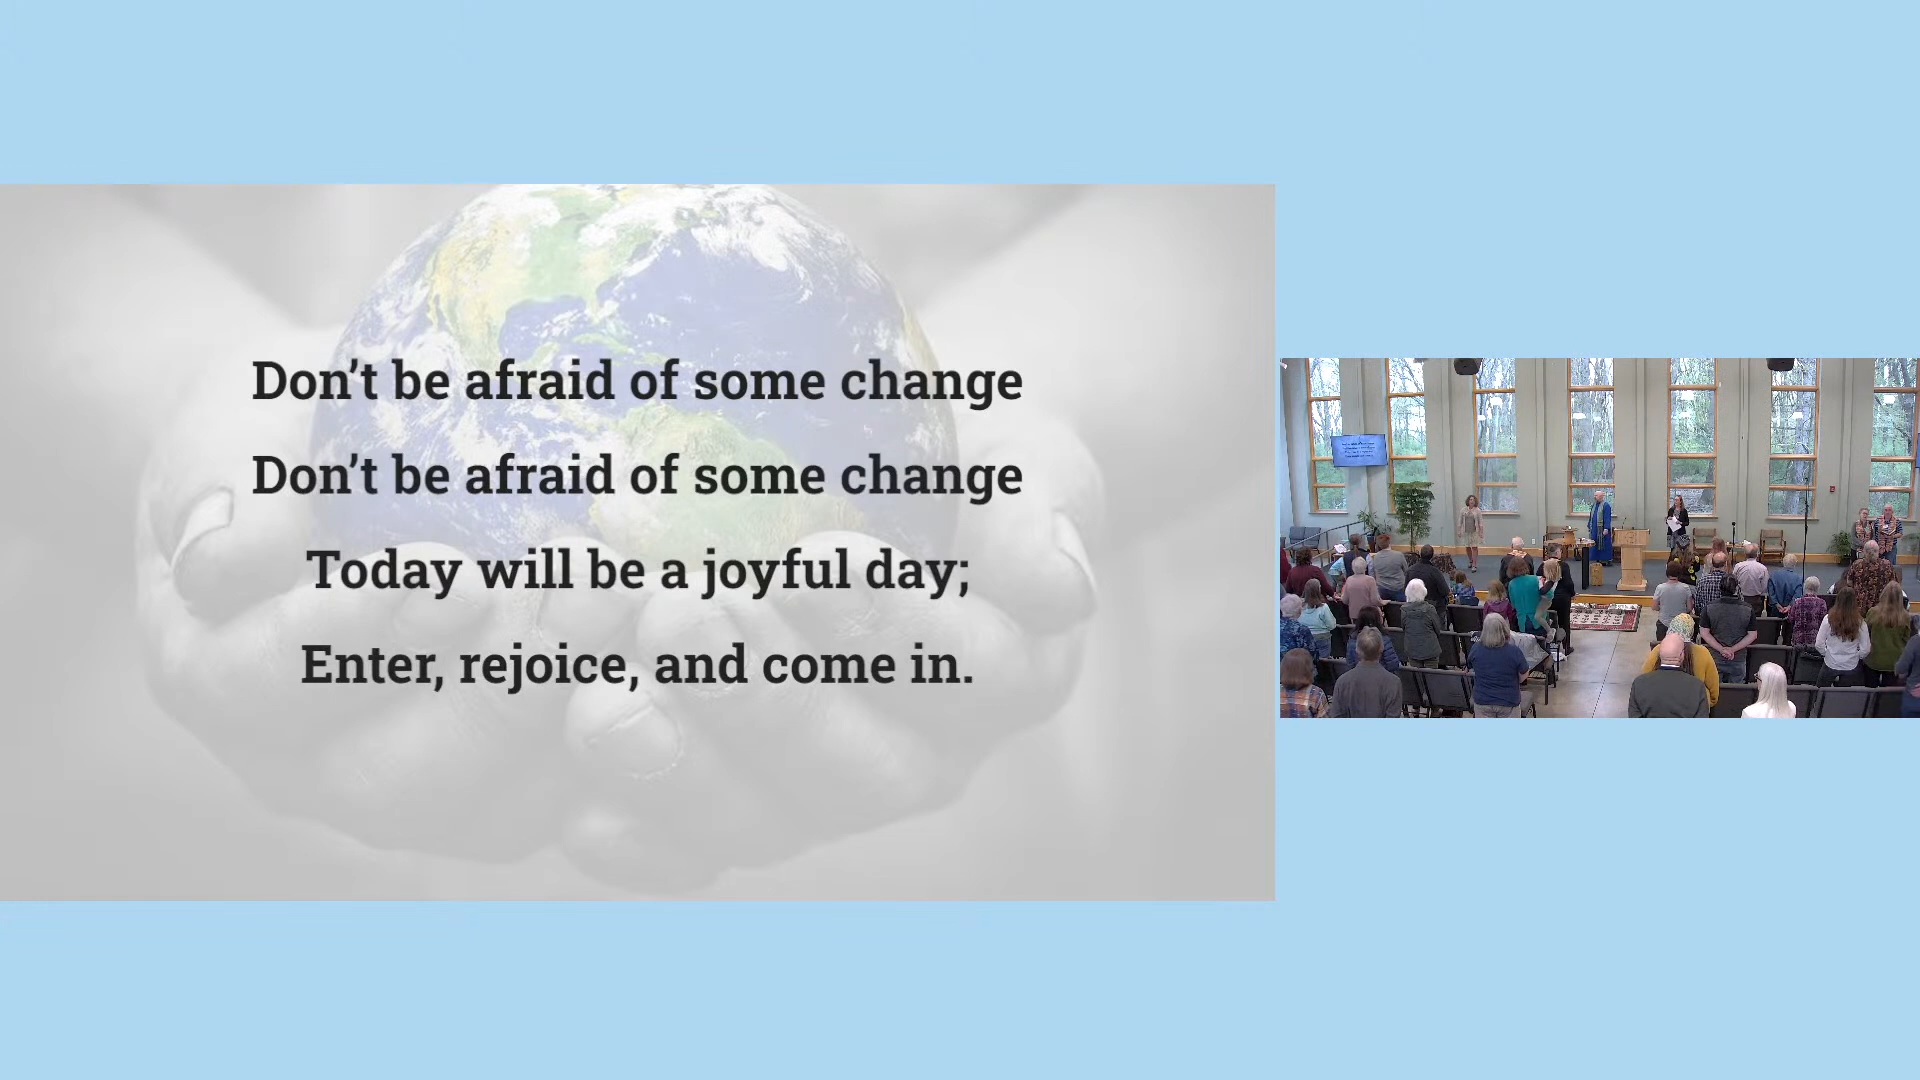 Don’t be afraid of some change
Don’t be afraid of some change
Today will be a joyful day;
Enter, rejoice, and come in.